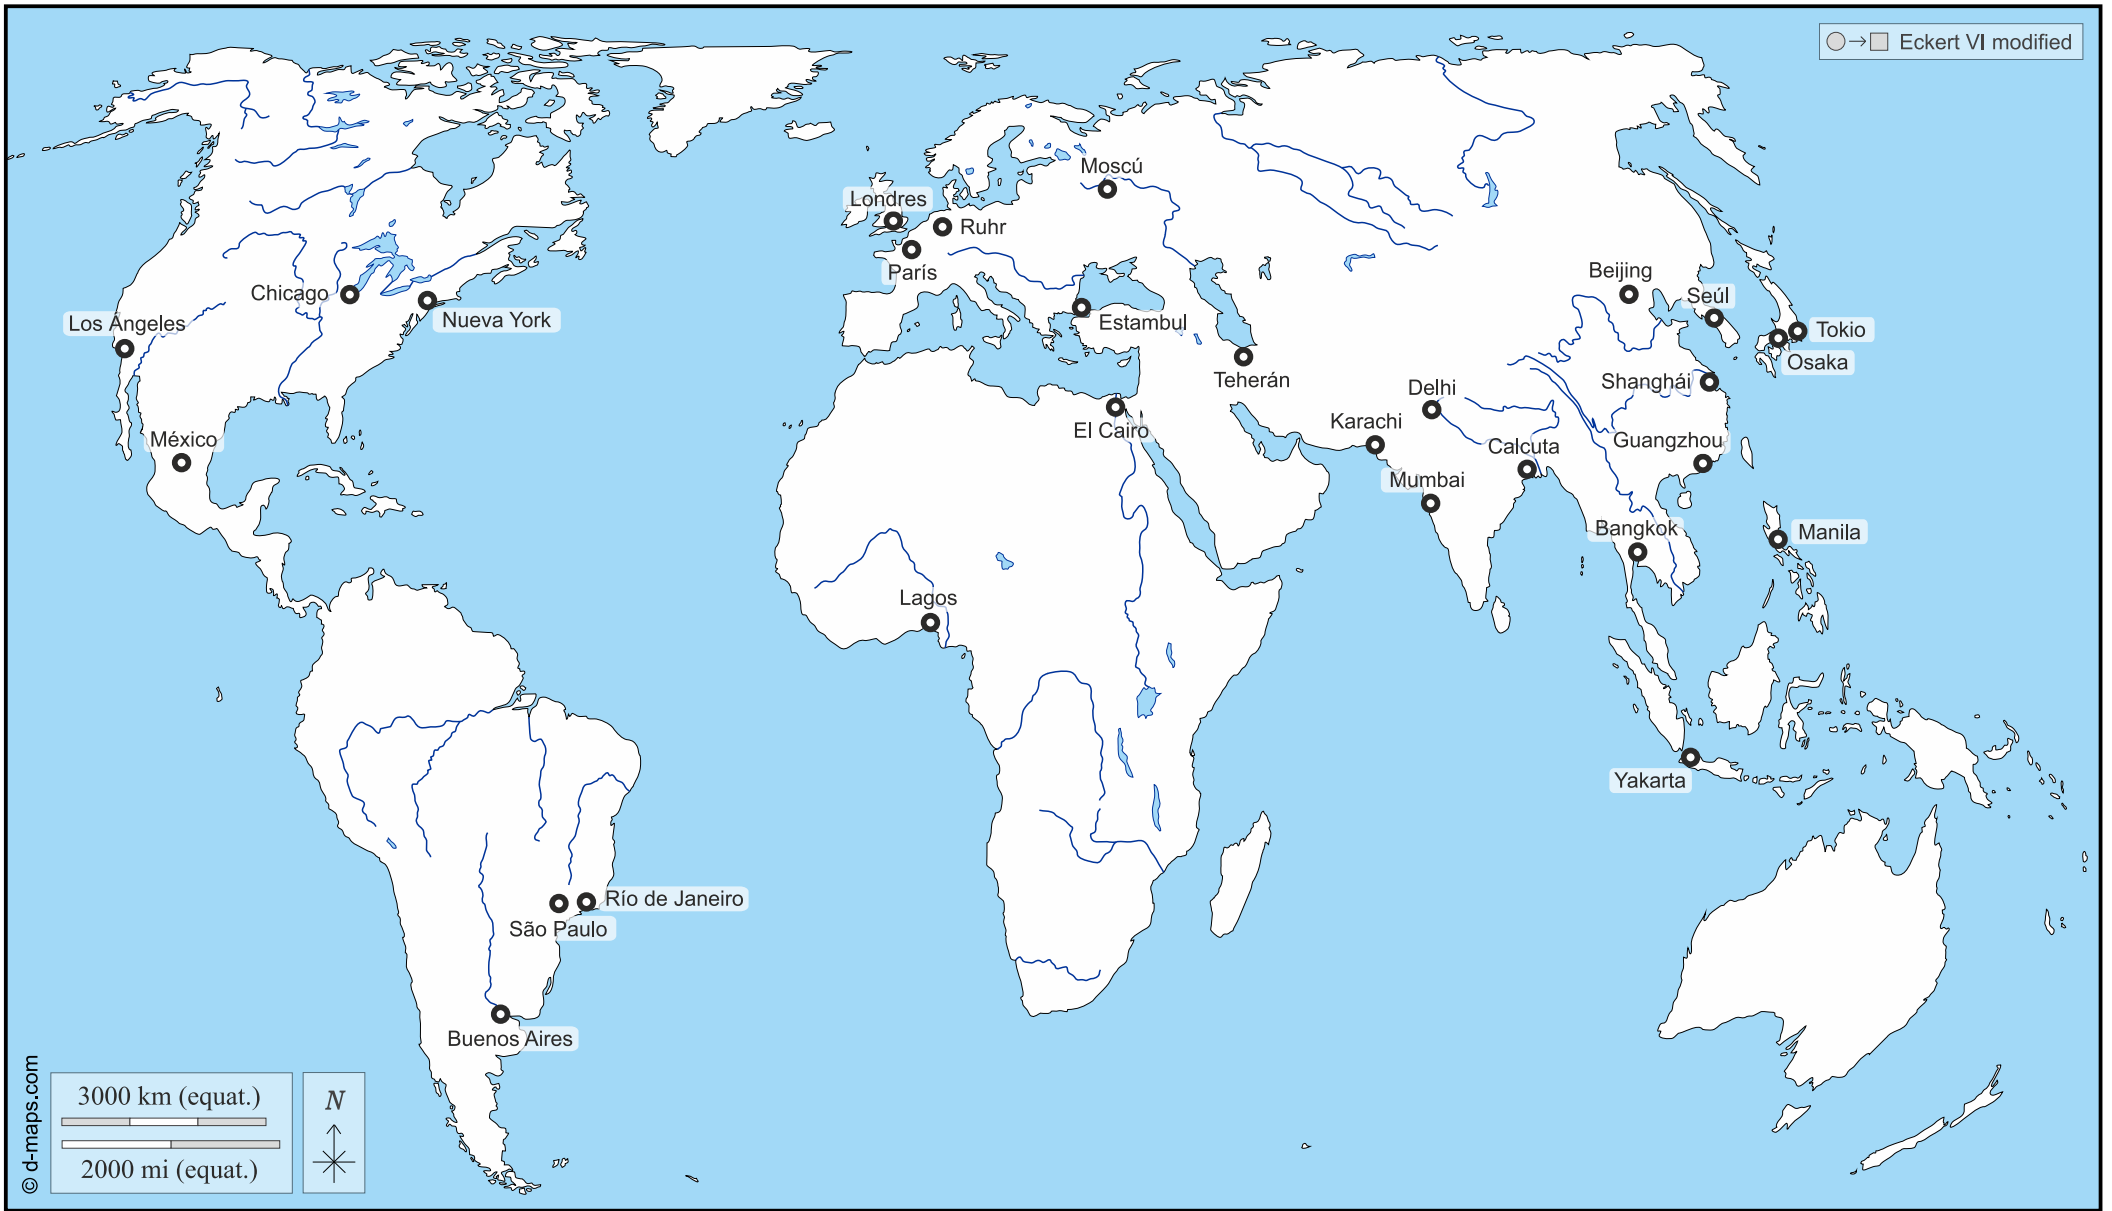 Eckert VI modified
Moscú
Londres
Ruhr
París
Beijing
Seúl
Chicago
Nueva York
Los Ángeles
Estambul
Tokio
Osaka
Teherán
Shanghái
Delhi
Karachi
El Cairo
México
Calcuta
Guangzhou
Mumbai
Bangkok
Manila
Lagos
Yakarta
Río de Janeiro
São Paulo
Buenos Aires
3000 km (equat.)
2000 mi (equat.)
N
© d-maps.com